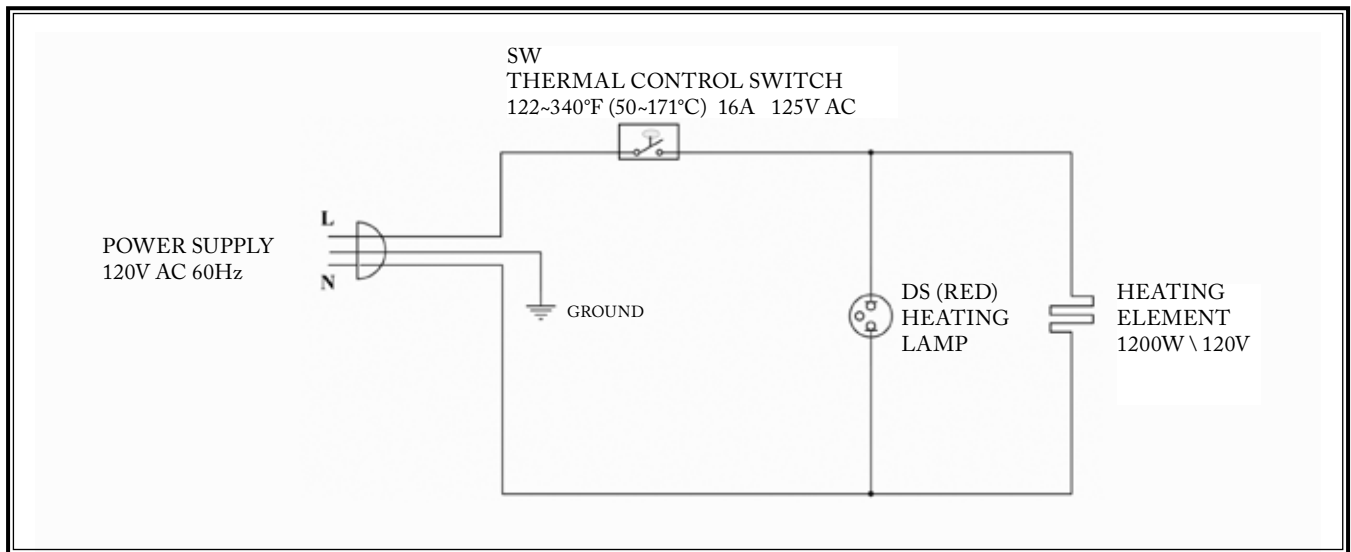 SW
THERMAL CONTROL SWITCH
122~340°F (50~171°C) 16A 125V AC
L
POWER SUPPLY
120V AC 60Hz
N
GROUND
DS (RED)
HEATING
LAMP
HEATING
ELEMENT
1200W \ 120V